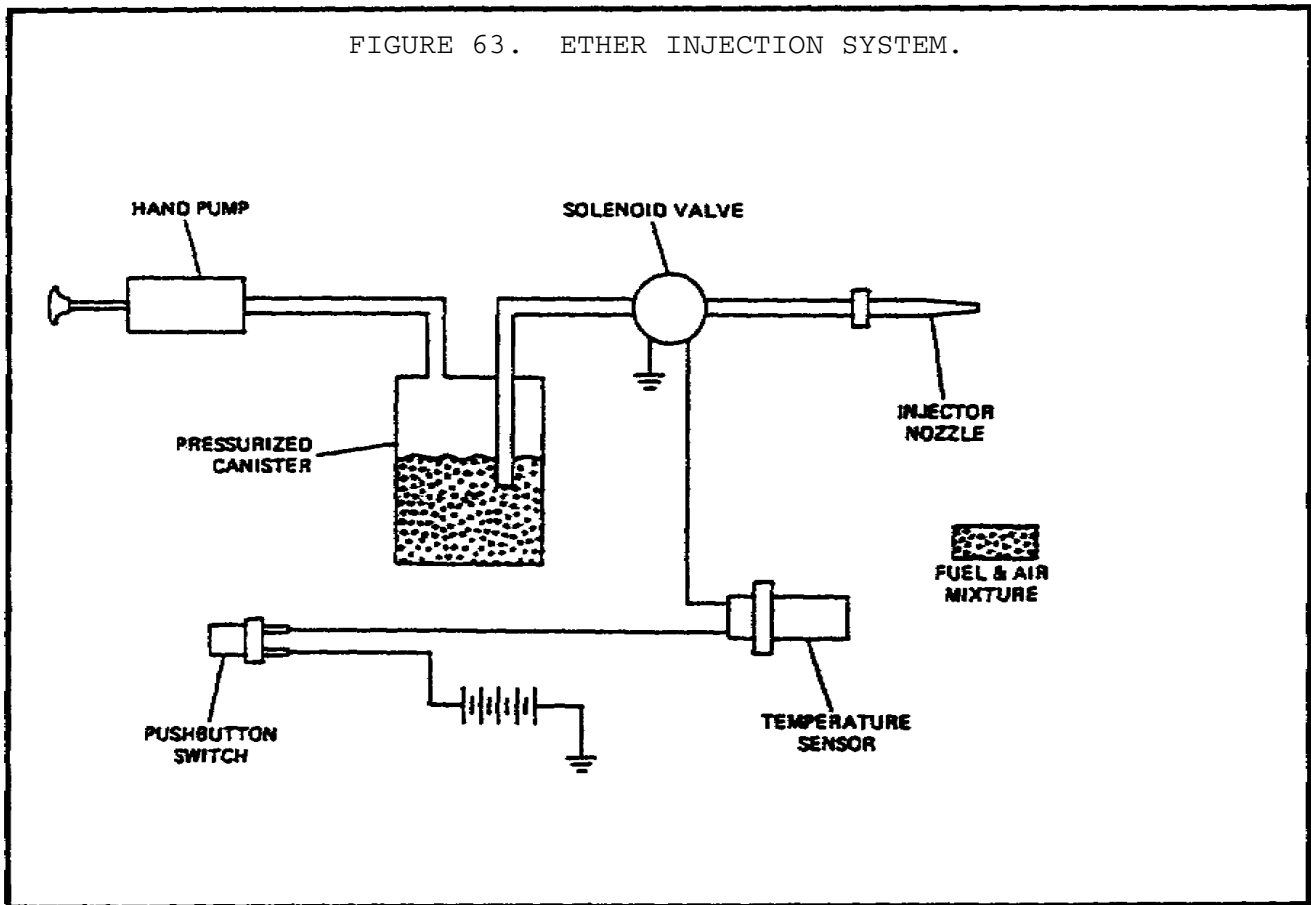 FIGURE 63. ETHER INJECTION SYSTEM.
HAND PUMP
SOLENOID VALVE
PRESSURIZED
CANISTER
INJECTOR
NOZZLE
FUEL & AIR
MIXTURE
PUSHBUTTON
SWITCH
TEMPERATURE
SENSOR